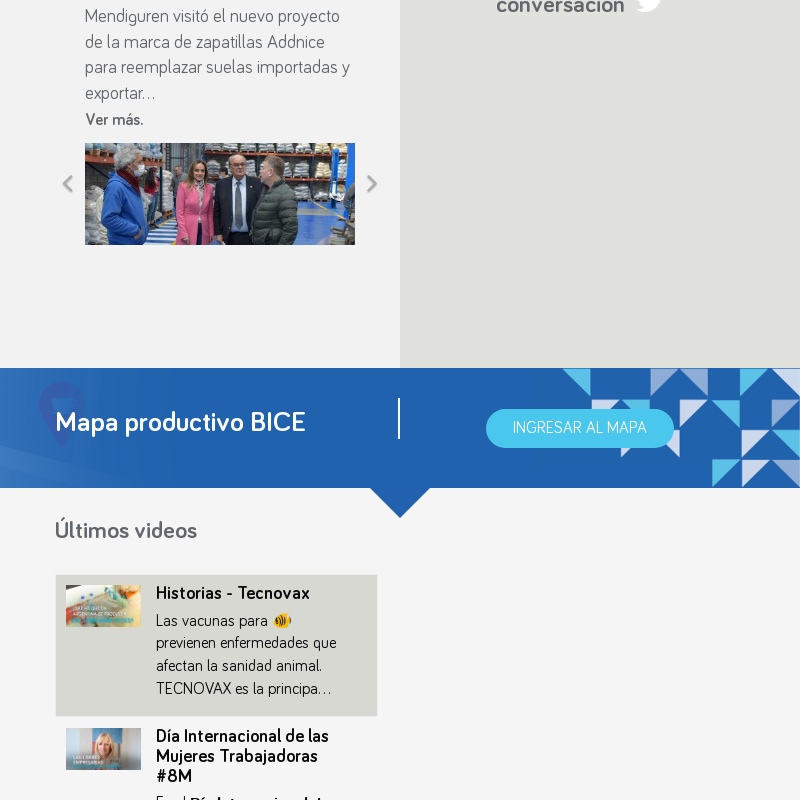 Mendiguren visitó el nuevo proyecto
de la marca de zapatillas Addnice
para reemplazar suelas importadas y
exportar...
Ver más.
conversación
Mapa productivo BICE
INGRESAR AL MAPA
Últimos videos
Historias - Tecnovax
Las vacunas para 🐠
previenen enfermedades que
afectan la sanidad animal.
TECNOVAX es la principa...
Día Internacional de las
Mujeres Trabajadoras
#8M